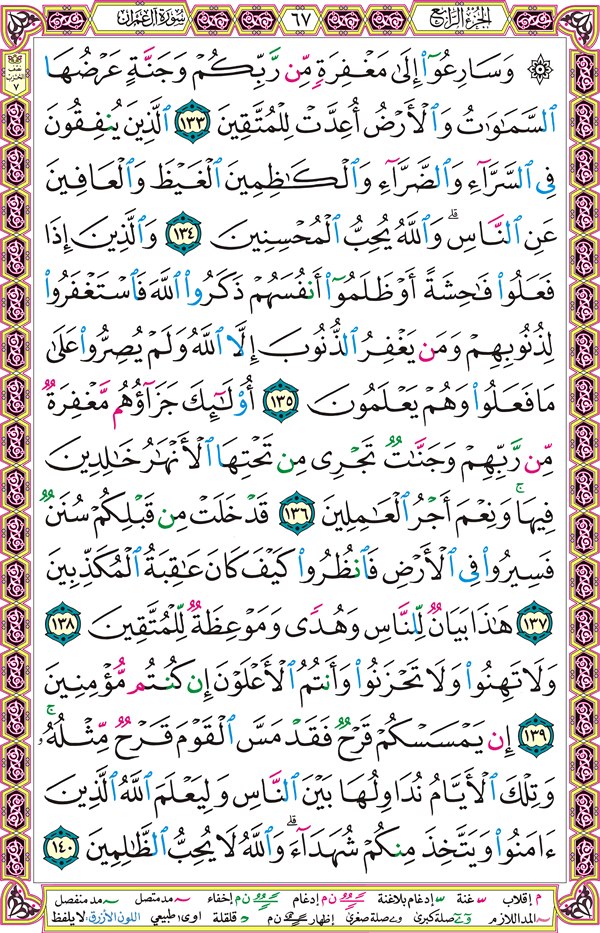 الجزء الرابع ٦٧ سورة آل عمران
نصف الحزب ٧
۞ وَسَارِعُوٓا۟ إِلَىٰ مَغْفِرَةٍ مِّن رَّبِّكُمْ وَجَنَّةٍ عَرْضُهَا
ٱلسَّمَٰوَٰتُ وَٱلْأَرْضُ أُعِدَّتْ لِلْمُتَّقِينَ ١٣٣ ٱلَّذِينَ يُنفِقُونَ
فِى ٱلسَّرَّآءِ وَٱلضَّرَّآءِ وَٱلْكَٰظِمِينَ ٱلْغَيْظَ وَٱلْعَافِينَ
عَنِ ٱلنَّاسِ ۗ وَٱللَّهُ يُحِبُّ ٱلْمُحْسِنِينَ ١٣٤ وَٱلَّذِينَ إِذَا
فَعَلُوا۟ فَٰحِشَةً أَوْ ظَلَمُوٓا۟ أَنفُسَهُمْ ذَكَرُوا۟ ٱللَّهَ فَٱسْتَغْفَرُوا۟
لِذُنُوبِهِمْ وَمَن يَغْفِرُ ٱلذُّنُوبَ إِلَّا ٱللَّهُ وَلَمْ يُصِرُّوا۟ عَلَىٰ
مَا فَعَلُوا۟ وَهُمْ يَعْلَمُونَ ١٣٥ أُو۟لَٰٓئِكَ جَزَآؤُهُم مَّغْفِرَةٌ
مِّن رَّبِّهِمْ وَجَنَّٰتٌ تَجْرِى مِن تَحْتِهَا ٱلْأَنْهَٰرُ خَٰلِدِينَ
فِيهَا ۚ وَنِعْمَ أَجْرُ ٱلْعَٰمِلِينَ ١٣٦ قَدْ خَلَتْ مِن قَبْلِكُمْ سُنَنٌ
فَسِيرُوا۟ فِى ٱلْأَرْضِ فَٱنظُرُوا۟ كَيْفَ كَانَ عَٰقِبَةُ ٱلْمُكَذِّبِينَ
١٣٧ هَٰذَا بَيَانٌ لِّلنَّاسِ وَهُدًى وَمَوْعِظَةٌ لِّلْمُتَّقِينَ ١٣٨
وَلَا تَهِنُوا۟ وَلَا تَحْزَنُوا۟ وَأَنتُمُ ٱلْأَعْلَوْنَ إِن كُنتُم مُّؤْمِنِينَ
١٣٩ إِن يَمْسَسْكُمْ قَرْحٌ فَقَدْ مَسَّ ٱلْقَوْمَ قَرْحٌ مِّثْلُهُۥ ۚ
وَتِلْكَ ٱلْأَيَّامُ نُدَاوِلُهَا بَيْنَ ٱلنَّاسِ وَلِيَعْلَمَ ٱللَّهُ ٱلَّذِينَ
ءَامَنُوا۟ وَيَتَّخِذَ مِنكُمْ شُهَدَآءَ ۗ وَٱللَّهُ لَا يُحِبُّ ٱلظَّٰلِمِينَ ١٤٠
م إقلاب غنة إدغام بلاغنة ن م إدغام ن م إخفاء مد متصل مد منفصل
المد اللازم صلة كبرى صلة صغرى إظهار ن م قلقلة اوى طبيعي اللون الأزرق: لا يلفظ